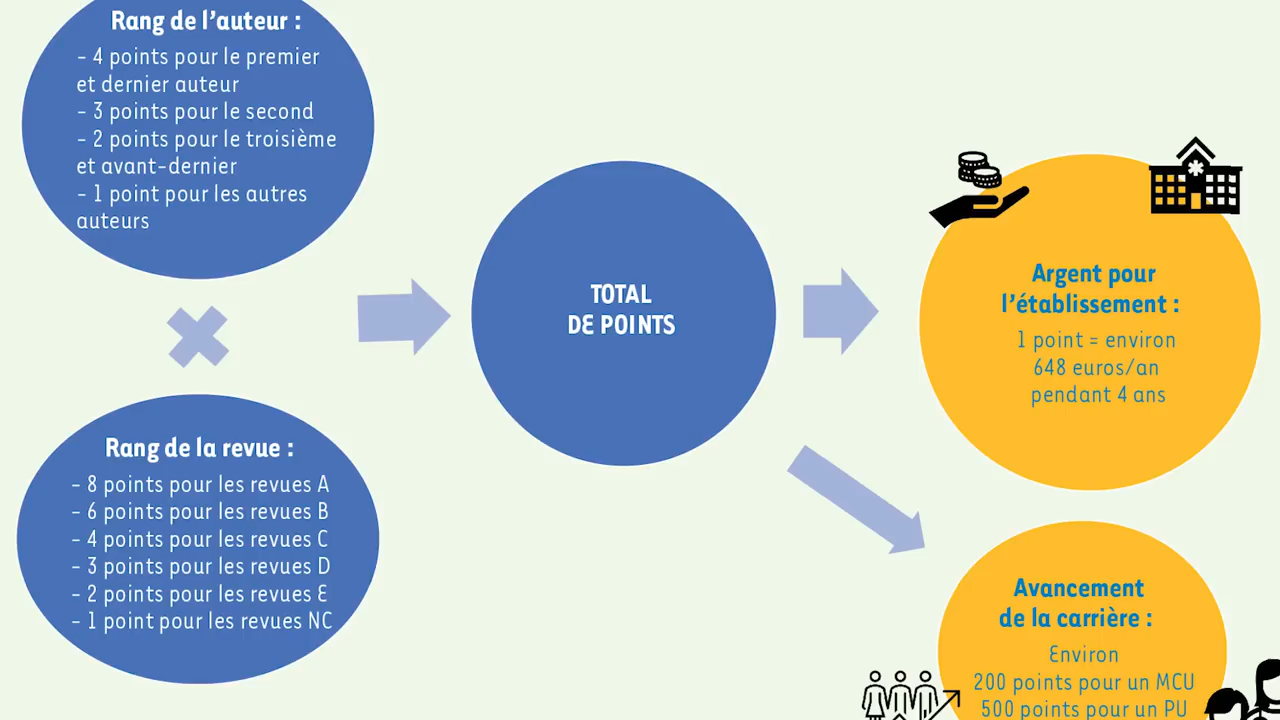 Rang de l'auteur :
- 4 points pour le premier
et dernier auteur
- 3 points pour le second
- 2 points pour le troisième
et avant-dernier
- 1 point pour les autres
auteurs
Rang de la revue :
- 8 points pour les revues A
- 6 points pour les revues B
- 4 points pour les revues C
- 3 points pour les revues D
- 2 points pour les revues E
- 1 point pour les revues NC
TOTAL
DE POINTS
Argent pour
l'établissement :
1 point = environ
648 euros/an
pendant 4 ans
Avancement
de la carrière :
Environ
200 points pour un MCU
500 points pour un PU